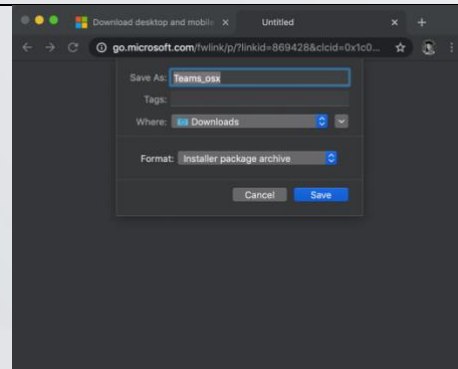 Download desktop and mobile
Untitled
go.microsoft.com/fwlink/p/?linkid=869428&clcid=0x1c0...
Save As: Teams_osx
Tags:
Where: Downloads
Format: Installer package archive
Cancel Save